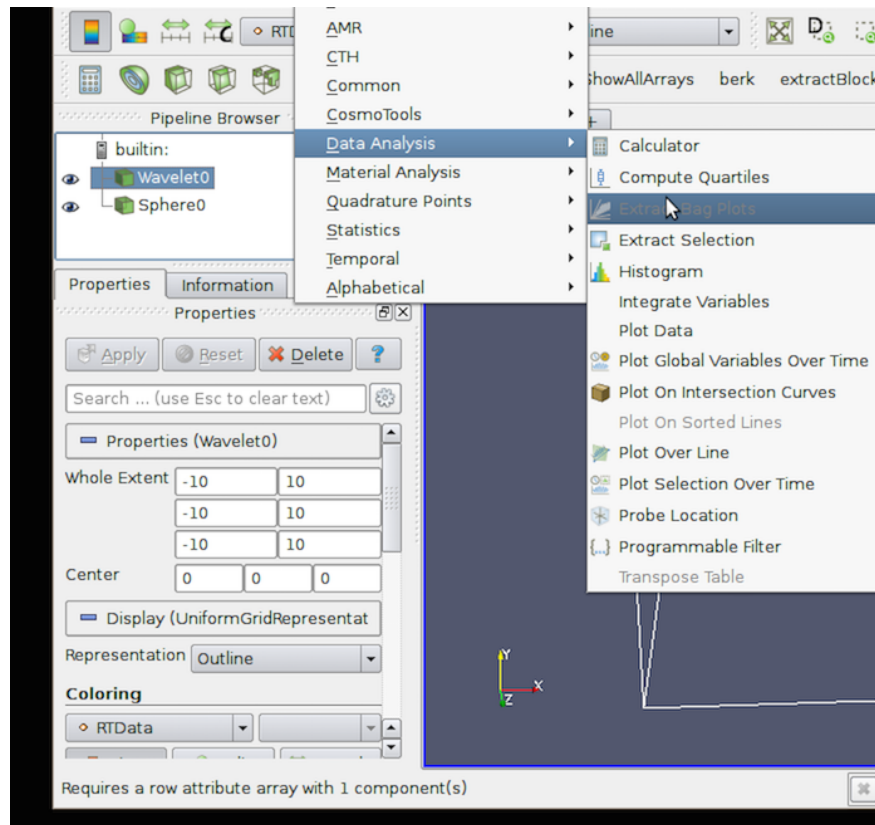 AMR
ine
CTH
Common
ShowAllArrays berk extractBlock
CosmoTools
Pipeline Browser
Data Analysis
builtin:
Calculator
Material Analysis
Wavelet0
Compute Quartiles
Quadrature Points
Sphere0
Extract Bag Plots
Statistics
Extract Selection
Temporal
Histogram
Properties Information
Alphabetical
Integrate Variables
Properties
Plot Data
Apply Reset Delete ?
Plot Global Variables Over Time
Search ... (use Esc to clear text)
Plot On Intersection Curves
Plot On Sorted Lines
Properties (Wavelet0)
Plot Over Line
Whole Extent -10 10
Plot Selection Over Time
-10 10
Probe Location
-10 10
{...} Programmable Filter
Center 0 0 0
Transpose Table
Display (UniformGridRepresentat
Representation Outline
Y
X
Z
Coloring
RTData
Requires a row attribute array with 1 component(s)